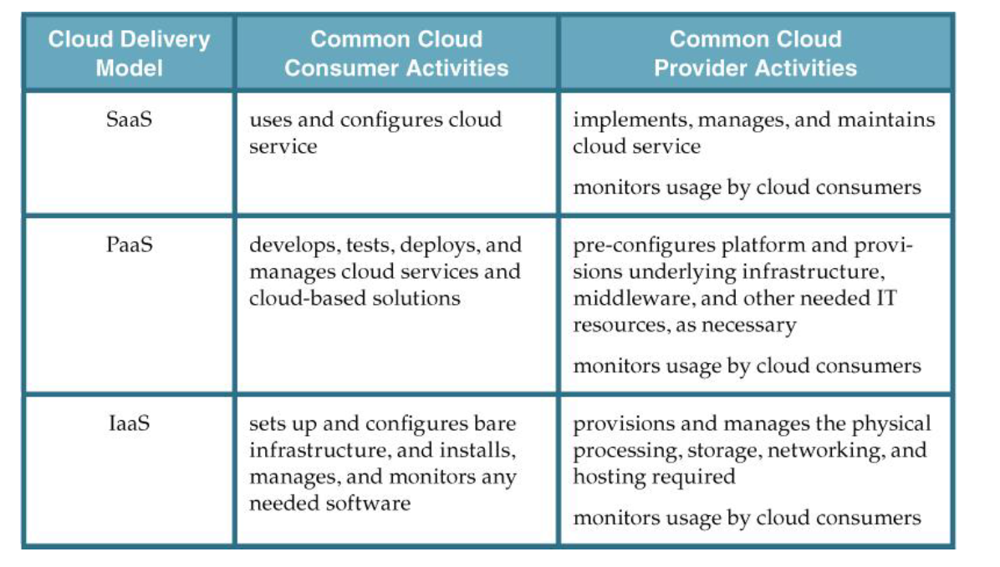 Cloud Delivery
Model
Common Cloud
Consumer Activities
Common Cloud
Provider Activities
SaaS
uses and configures cloud
service
implements, manages, and maintains
cloud service
monitors usage by cloud consumers
PaaS
develops, tests, deploys, and
manages cloud services and
cloud-based solutions
pre-configures platform and provi-
sions underlying infrastructure,
middleware, and other needed IT
resources, as necessary
monitors usage by cloud consumers
IaaS
sets up and configures bare
infrastructure, and installs,
manages, and monitors any
needed software
provisions and manages the physical
processing, storage, networking, and
hosting required
monitors usage by cloud consumers